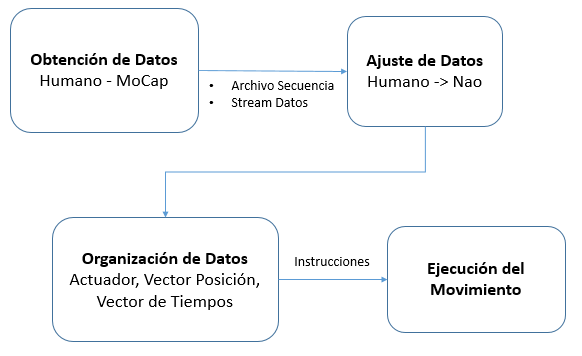 Obtención de Datos
Humano - MoCap
• Archivo Secuencia
• Stream Datos
Ajuste de Datos
Humano -> Nao
Organización de Datos
Actuador, Vector Posición,
Vector de Tiempos
Instrucciones
Ejecución del
Movimiento